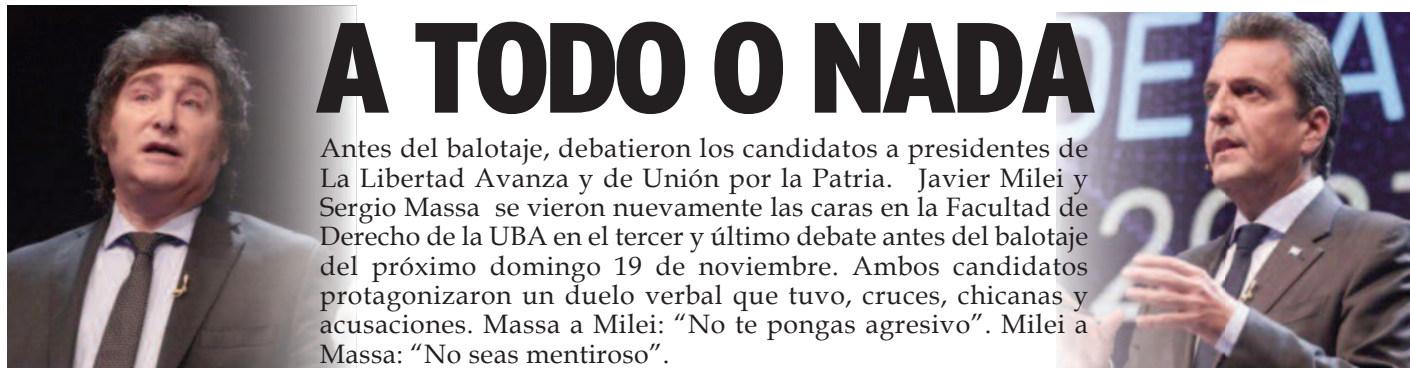 A TODO O NADA
Antes del balotaje, debatieron los candidatos a presidentes de
La Libertad Avanza y de Unión por la Patria. Javier Milei y
Sergio Massa se vieron nuevamente las caras en la Facultad de
Derecho de la UBA en el tercer y último debate antes del balotaje
del próximo domingo 19 de noviembre. Ambos candidatos
protagonizaron un duelo verbal que tuvo, cruces, chicanas y
acusaciones. Massa a Milei: “No te pongas agresivo”. Milei a
Massa: “No seas mentiroso”.